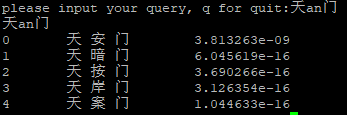 please input your query, q for quit:天an门
天an门
0 天 安 门 3.813263e-09
1 天 暗 门 6.045619e-16
2 天 按 门 3.690266e-16
3 天 岸 门 3.126354e-16
4 天 案 门 1.044633e-16